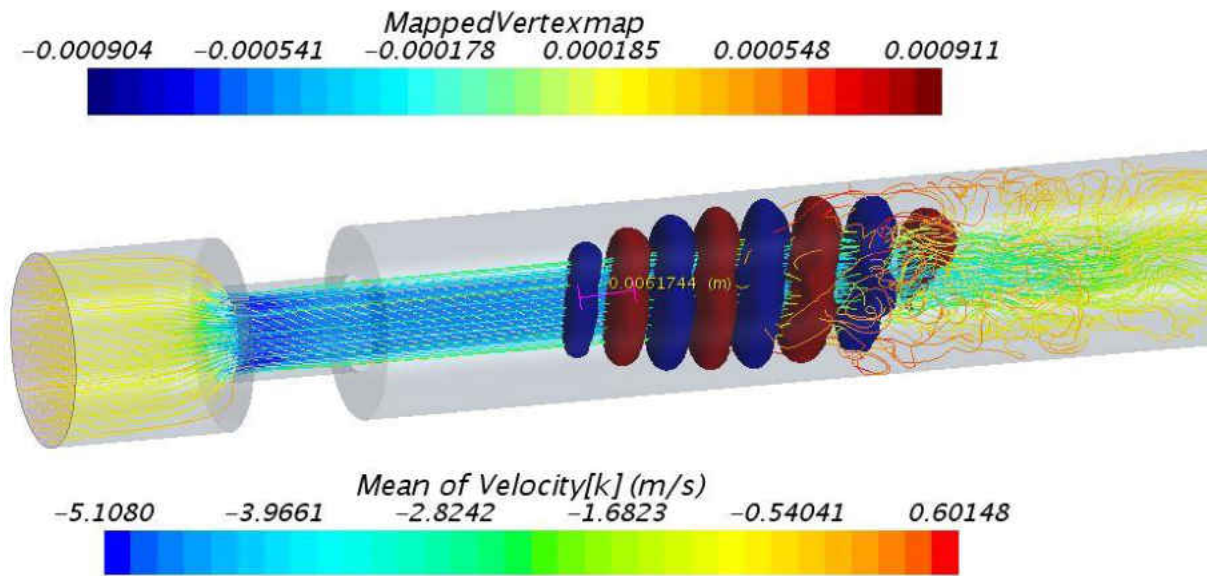 MappedVertexmap
-0.000904 -0.000541 -0.000178 0.000185 0.000548 0.000911
0.0061744 (m)
Mean of Velocity[k] (m/s)
-5.1080 -3.9661 -2.8242 -1.6823 -0.54041 0.60148